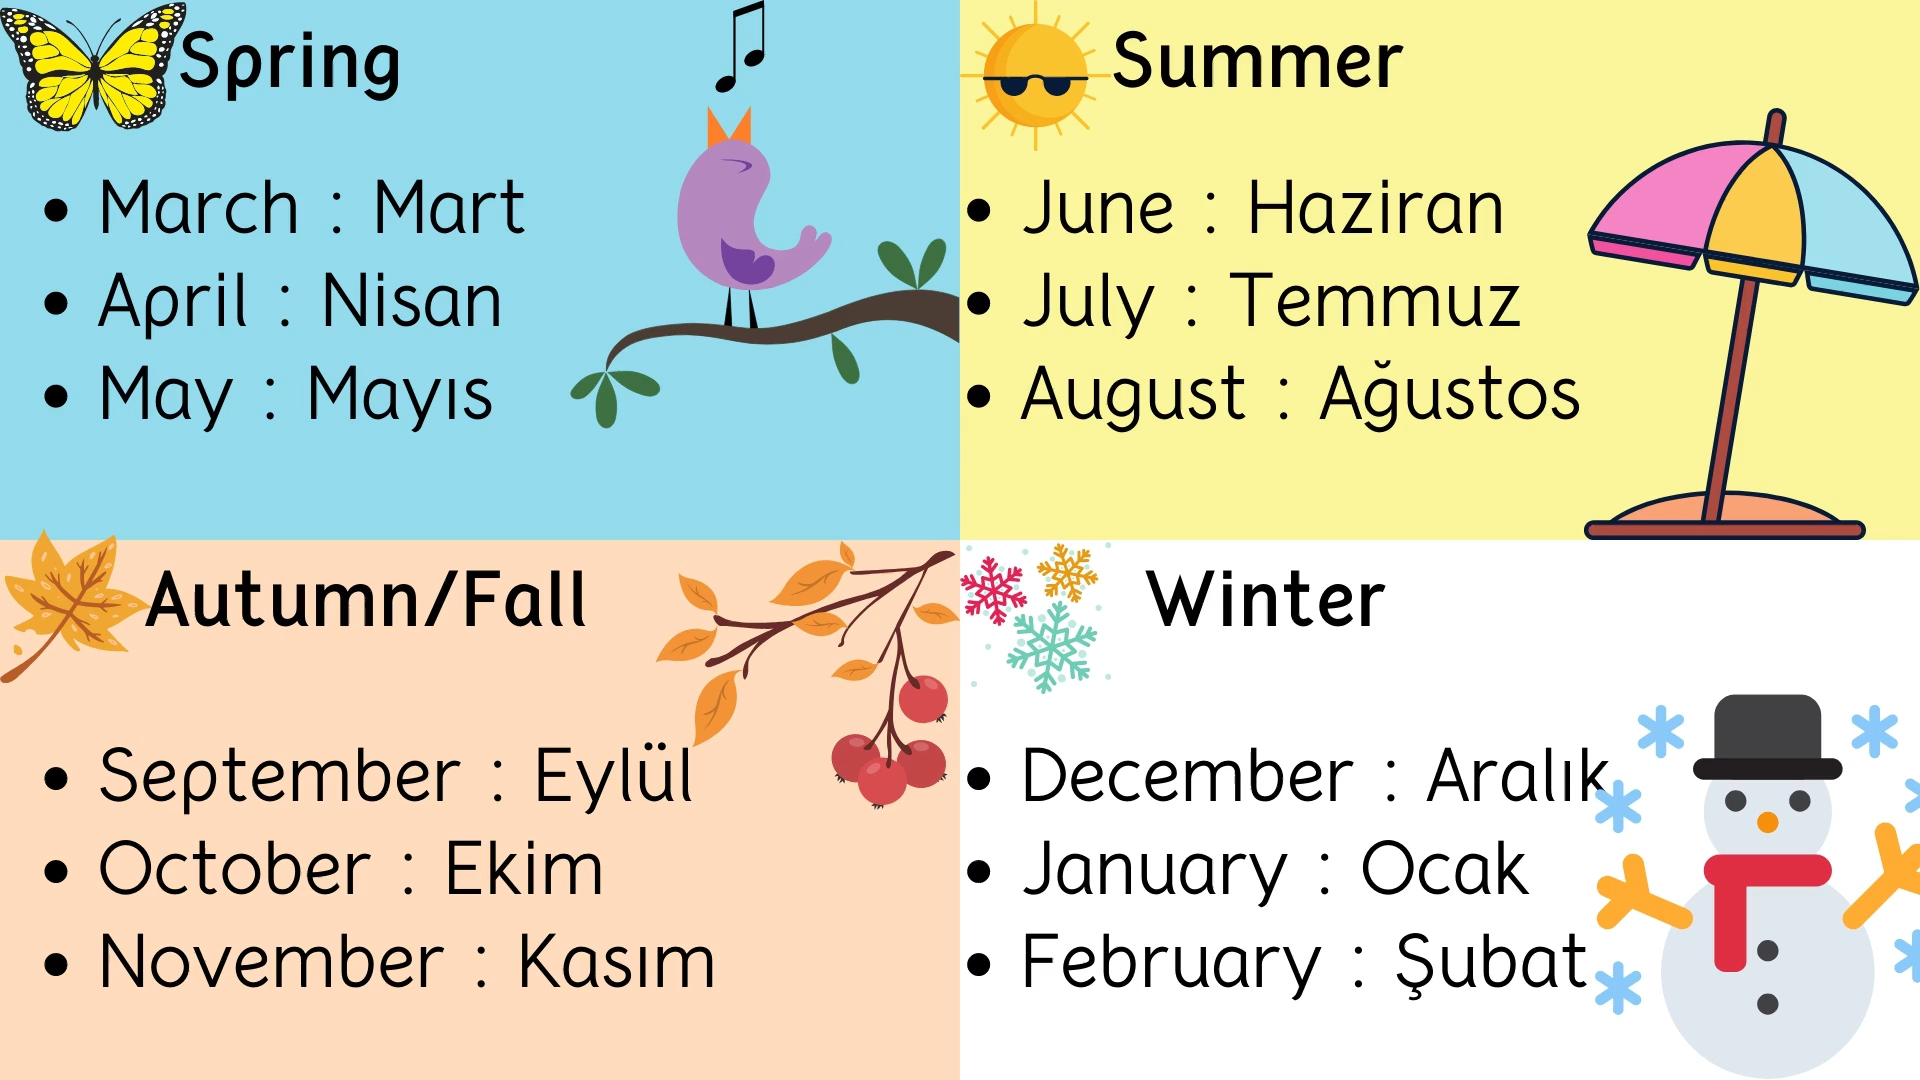 Spring
• March : Mart
• April : Nisan
• May : Mayıs
Summer
• June : Haziran
• July : Temmuz
• August : Ağustos
Autumn/Fall
• September : Eylül
• October : Ekim
• November : Kasım
Winter
• December : Aralık
• January : Ocak
• February : Şubat